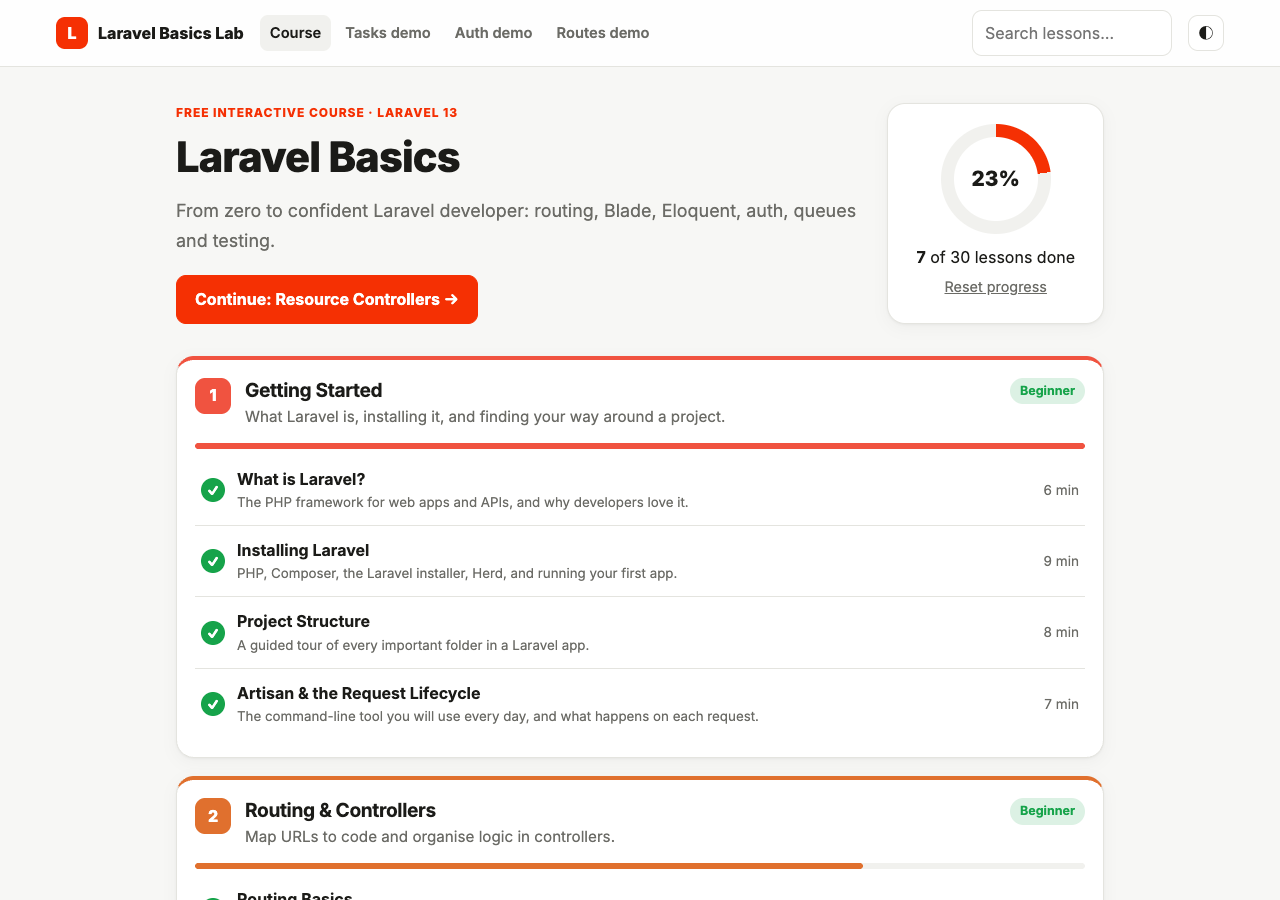 L
Laravel Basics Lab
Course
Tasks demo
Auth demo
Routes demo
Search lessons...
FREE INTERACTIVE COURSE · LARAVEL 13
Laravel Basics
From zero to confident Laravel developer: routing, Blade, Eloquent, auth, queues
and testing.
Continue: Resource Controllers →
23%
7 of 30 lessons done
Reset progress
1
Getting Started
Beginner
What Laravel is, installing it, and finding your way around a project.
What is Laravel?
The PHP framework for web apps and APIs, and why developers love it.
6 min
Installing Laravel
PHP, Composer, the Laravel installer, Herd, and running your first app.
9 min
Project Structure
A guided tour of every important folder in a Laravel app.
8 min
Artisan & the Request Lifecycle
The command-line tool you will use every day, and what happens on each request.
7 min
2
Routing & Controllers
Beginner
Map URLs to code and organise logic in controllers.
Routing Basics